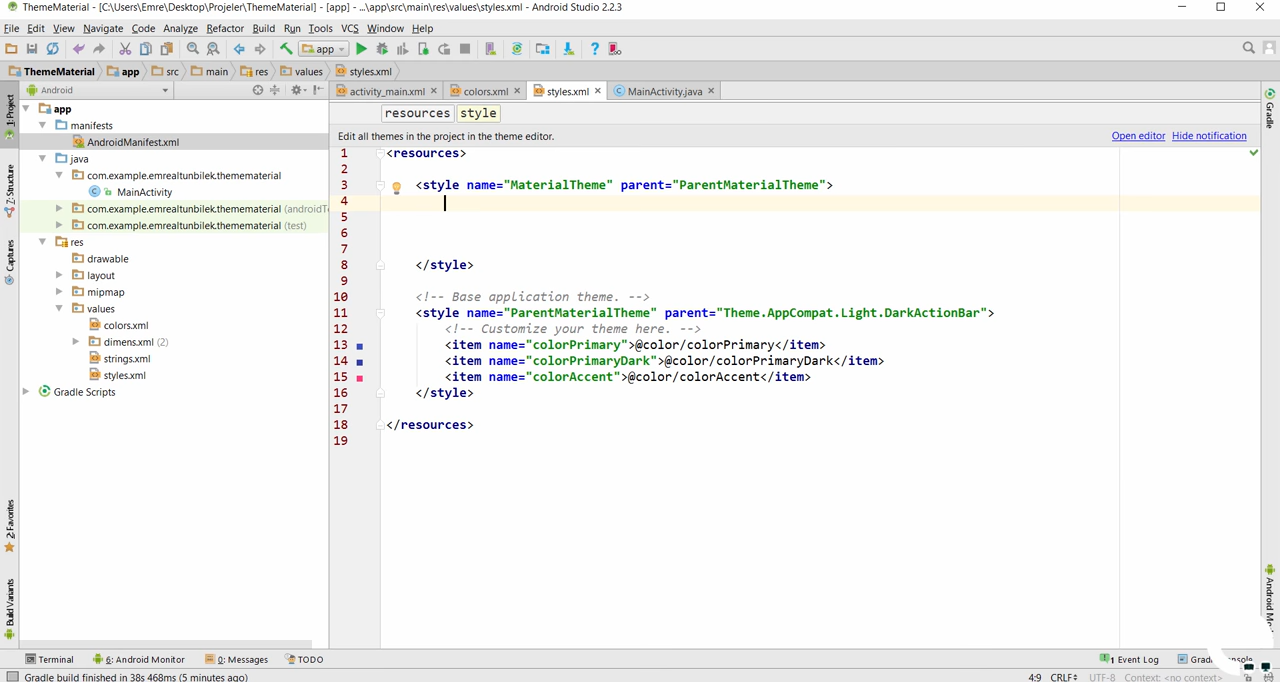 ThemeMaterial - [C:\Users\Emre\Desktop\Projeler\ThemeMaterial] - [app] - ...\app\src\main\res\values\styles.xml - Android Studio 2.2.3
File Edit View Navigate Code Analyze Refactor Build Run Tools VCS Window Help
app
ThemeMaterial app src main res values styles.xml
Android
activity_main.xml colors.xml styles.xml MainActivity.java
resources style
Edit all themes in the project in the theme editor. Open editor Hide notification
1: Project
Z: Structure
Captures
2: Favorites
Build Variants
Gradle
app
manifests
AndroidManifest.xml
java
com.example.emrealtunbilek.themematerial
MainActivity
com.example.emrealtunbilek.themematerial (androidTe
com.example.emrealtunbilek.themematerial (test)
res
drawable
layout
mipmap
values
colors.xml
dimens.xml (2)
strings.xml
styles.xml
Gradle Scripts
1 <resources>
2
3 <style name="MaterialTheme" parent="ParentMaterialTheme">
4
5
6
7
8 </style>
9
10 <!-- Base application theme. -->
11 <style name="ParentMaterialTheme" parent="Theme.AppCompat.Light.DarkActionBar">
12 <!-- Customize your theme here. -->
13 <item name="colorPrimary">@color/colorPrimary</item>
14 <item name="colorPrimaryDark">@color/colorPrimaryDark</item>
15 <item name="colorAccent">@color/colorAccent</item>
16 </style>
17
18 </resources>
19
Terminal 6: Android Monitor 0: Messages TODO 1 Event Log
Gradle build finished in 38s 468ms (5 minutes ago) 4:9 CRLF UTF-8 Context: <no context>